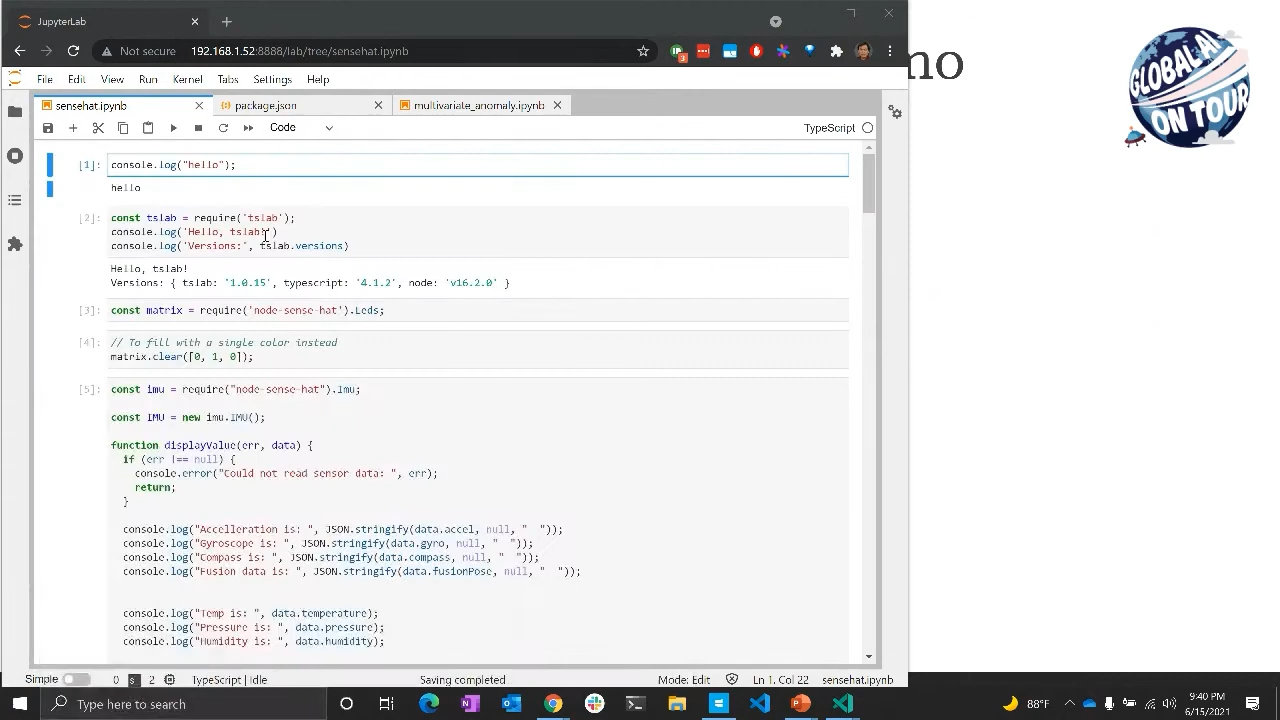 JupyterLab
Not secure 192.168.1.52:8888/lab/tree/sensehat.ipynb
3
File Edit View Run Kernel Tabs Settings Help
mo
GLOBAL AI
ON TOUR
sensehat.ipynb package.json multivariate_anomaly.ipynb
Code TypeScript
[1]: console.log("hello");
hello
[2]: const tslab = require('tslab');
console.log('Hello, tslab!')
console.log('Versions:', tslab.versions)
Hello, tslab!
Versions: { tslab: '1.0.15', typescript: '4.1.2', node: 'v16.2.0' }
[3]: const matrix = require('node-sense-hat').Leds;
[4]: // To fill with a single color instead
matrix.clear([0, 1, 0]);
[5]: const imu = require("node-sense-hat").Imu;
const IMU = new imu.IMU();
function displayValue(err, data) {
if (err !== null) {
console.error("Could not read sensor data: ", err);
return;
}
console.log("Accelleration is: ", JSON.stringify(data.accel, null, "  "));
console.log("Gyroscope is: ", JSON.stringify(data.gyro, null, "  "));
console.log("Compass is: ", JSON.stringify(data.compass, null, "  "));
console.log("Fusion data is: ", JSON.stringify(data.fusionPose, null, "  "));
console.log("Temp is: ", data.temperature);
console.log("Pressure is: ", data.pressure);
console.log("Humidity is: ", data.humidity);
Simple 0 2 Typescript | Idle Saving completed Mode: Edit Ln 1, Col 22 sensehat.ipynb
Type here to search 88°F 9:40 PM
6/15/2021